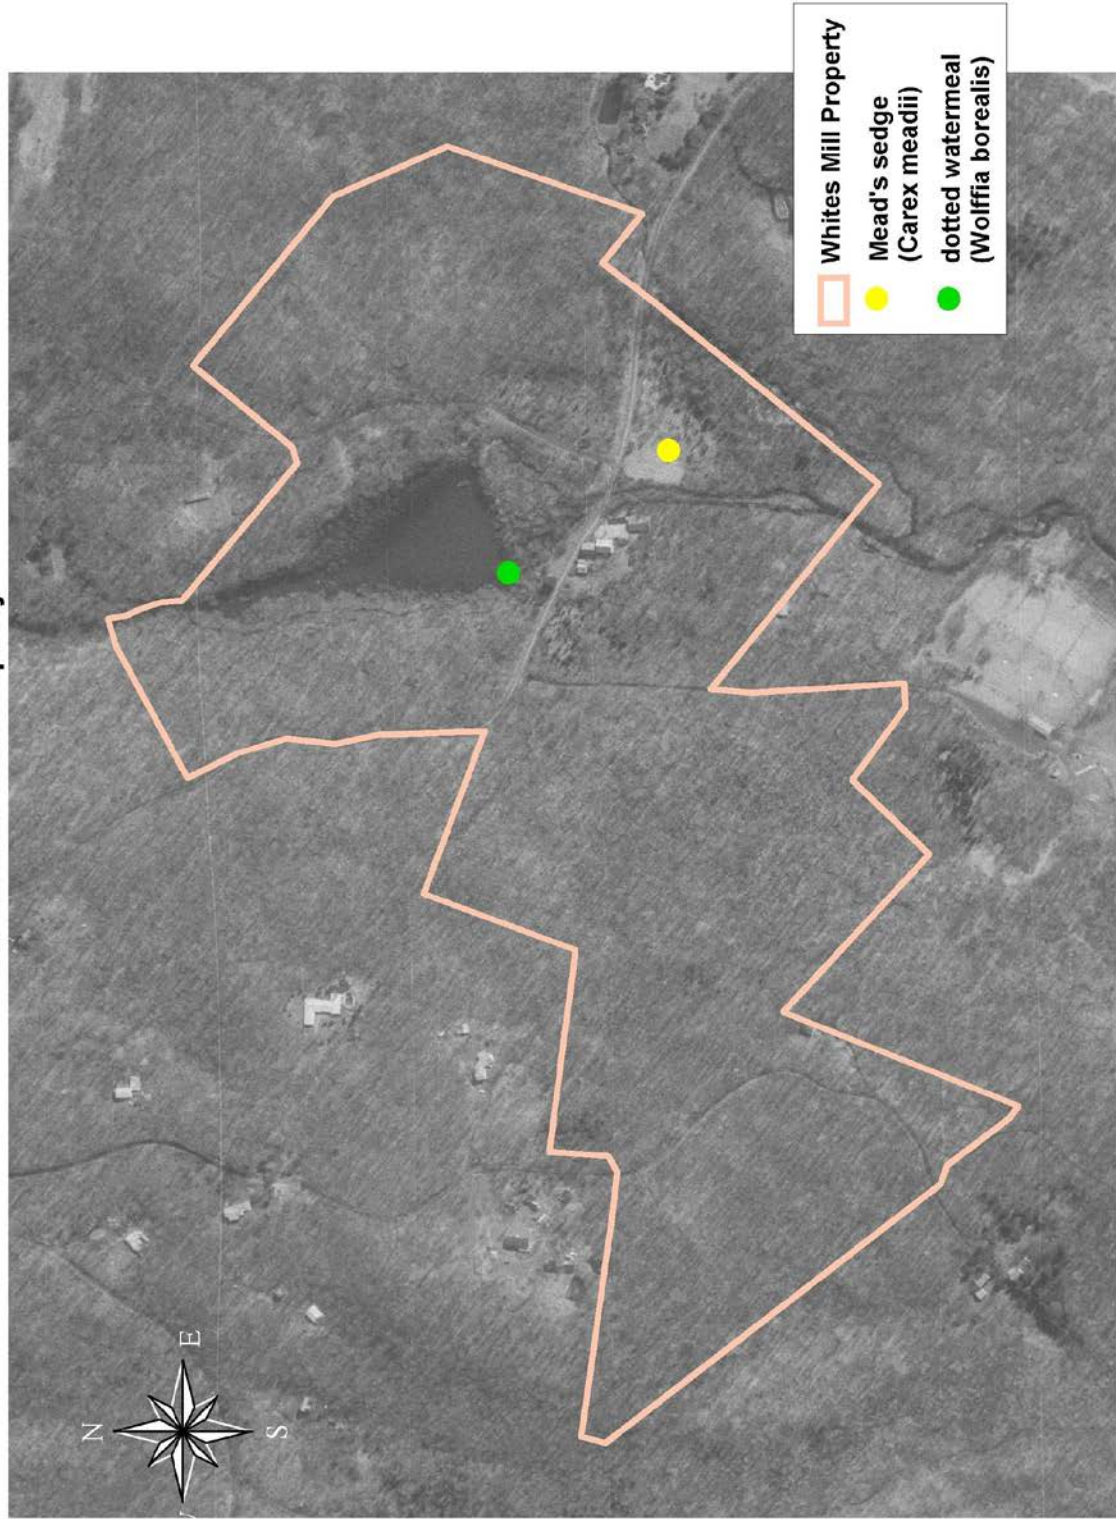 N
E
S
Whites Mill Property
Mead's sedge
(Carex meadii)
dotted watermeal
(Wolffia borealis)